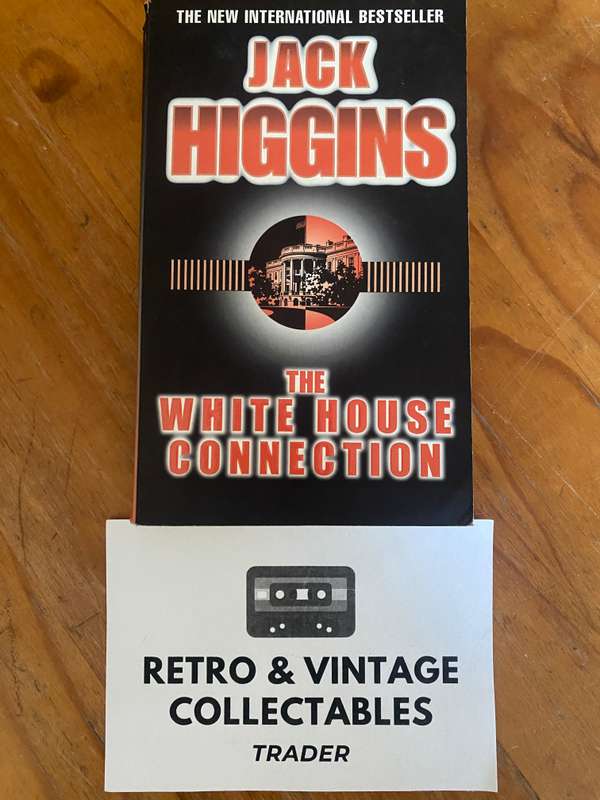 THE NEW INTERNATIONAL BESTSELLER
JACK
HIGGINS
THE
WHITE HOUSE
CONNECTION
RETRO & VINTAGE
COLLECTABLES
TRADER